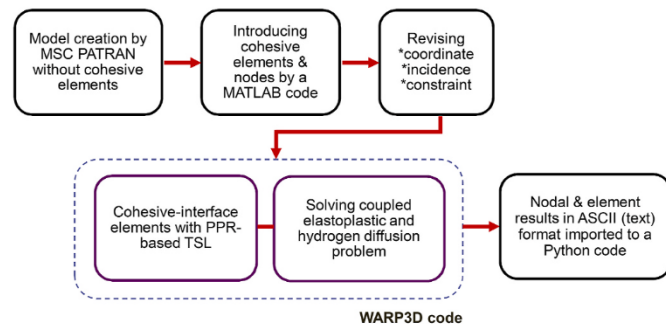 Model creation by
MSC PATRAN
without cohesive
elements
Introducing
cohesive elements
& nodes by a
MATLAB code
Revising
*coordinate
*incidence
*constraint
Cohesive-interface
elements with PPR-
based TSL
Solving coupled
elastoplastic and
hydrogen diffusion
problem
Nodal & element
results in ASCII (text)
format imported to a
Python code
WARP3D code